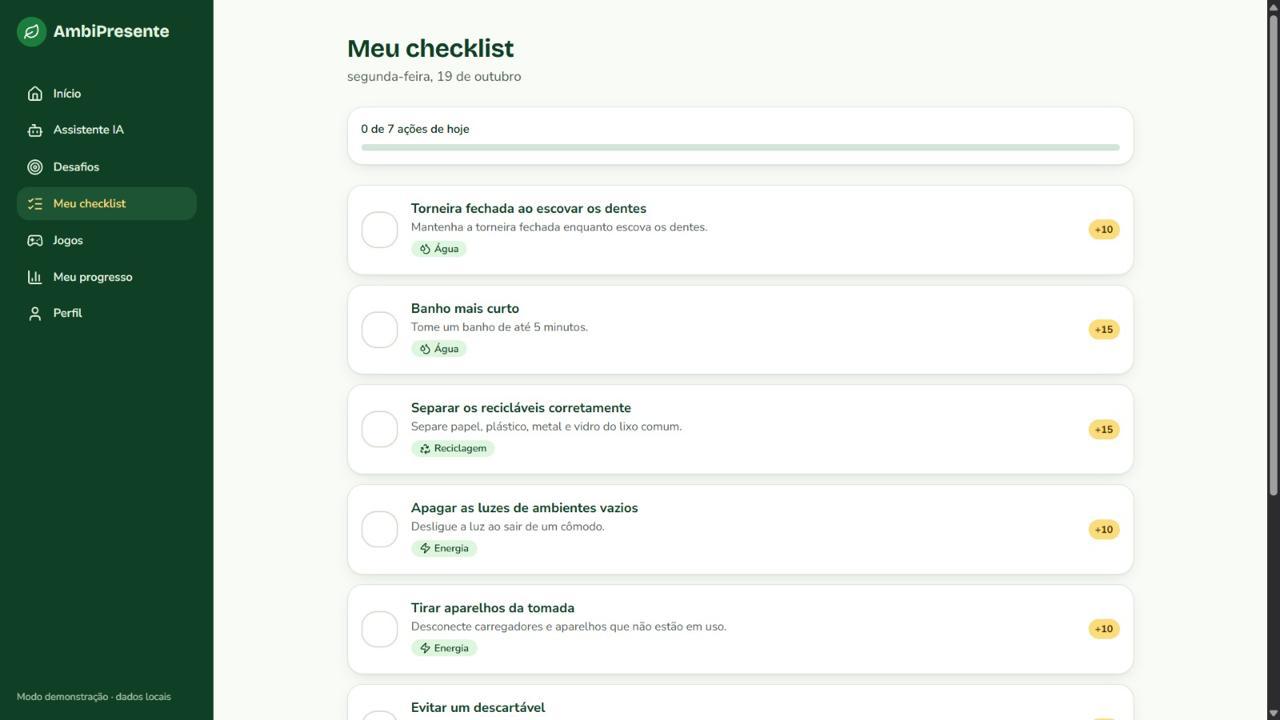 AmbiPresente
Início
Assistente IA
Desafios
Meu checklist
Jogos
Meu progresso
Perfil
Modo demonstração · dados locais
Meu checklist
segunda-feira, 19 de outubro
0 de 7 ações de hoje
Torneira fechada ao escovar os dentes
Mantenha a torneira fechada enquanto escova os dentes.
Água
+10
Banho mais curto
Tome um banho de até 5 minutos.
Água
+15
Separar os recicláveis corretamente
Separe papel, plástico, metal e vidro do lixo comum.
Reciclagem
+15
Apagar as luzes de ambientes vazios
Desligue a luz ao sair de um cômodo.
Energia
+10
Tirar aparelhos da tomada
Desconecte carregadores e aparelhos que não estão em uso.
Energia
+10
Evitar um descartável